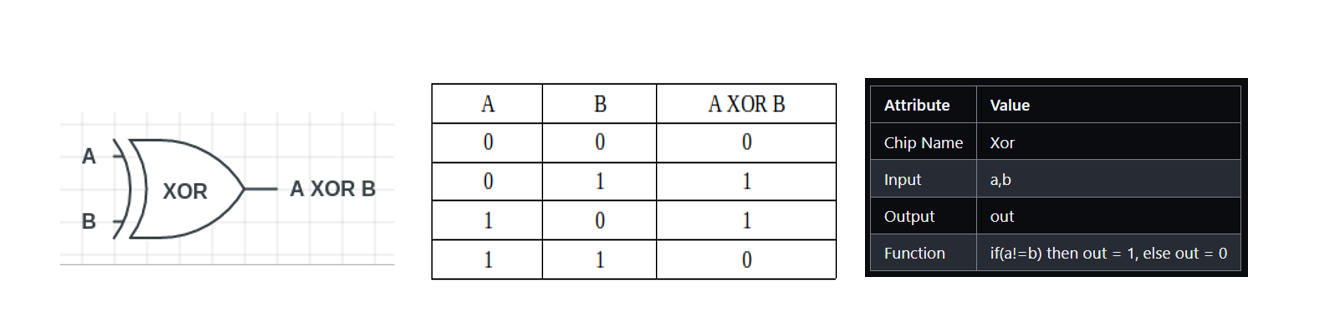 A
B
XOR
A XOR B
A B A XOR B
0 0 0
0 1 1
1 0 1
1 1 0
Attribute Value
Chip Name Xor
Input a,b
Output out
Function if(a!=b) then out = 1, else out = 0